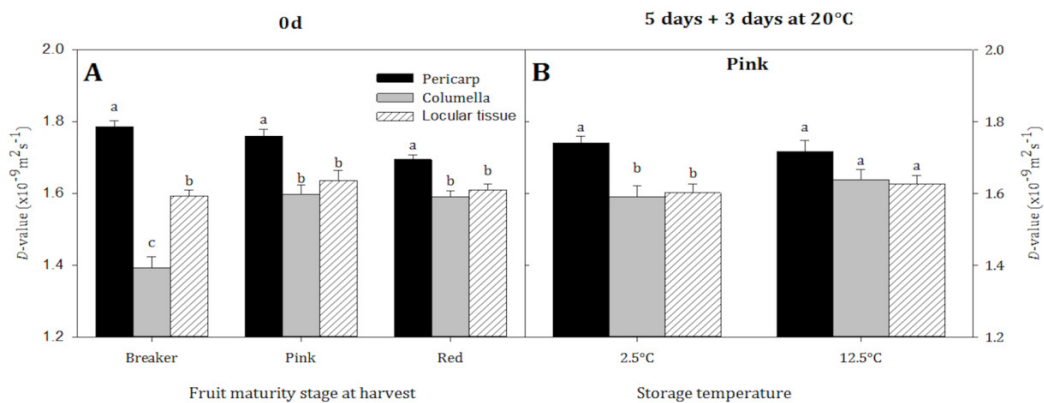 0d
5 days + 3 days at 20°C
2.0
1.8
1.6
1.4
1.2
D-value (x10⁻⁹m²s⁻¹)
A
Pericarp
Columella
Locular tissue
a
c
b
a
b
b
a
b
b
Breaker
Pink
Red
Fruit maturity stage at harvest
B
Pink
a
b
b
a
a
a
2.5°C
12.5°C
Storage temperature
2.0
1.8
1.6
1.4
1.2
D-value (x10⁻⁹m²s⁻¹)